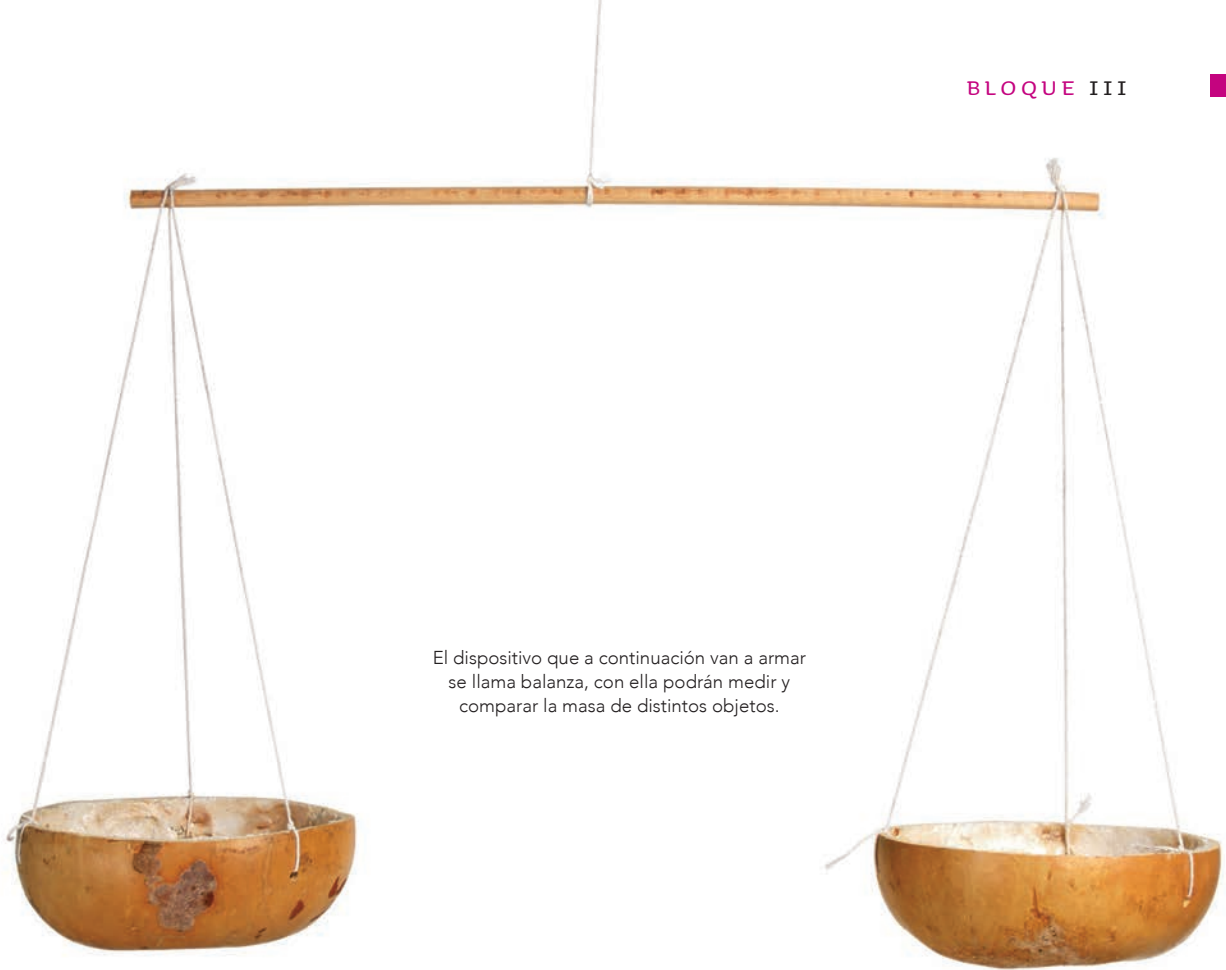 BLOQUE III
El dispositivo que a continuación van a armar
se llama balanza, con ella podrán medir y
comparar la masa de distintos objetos.